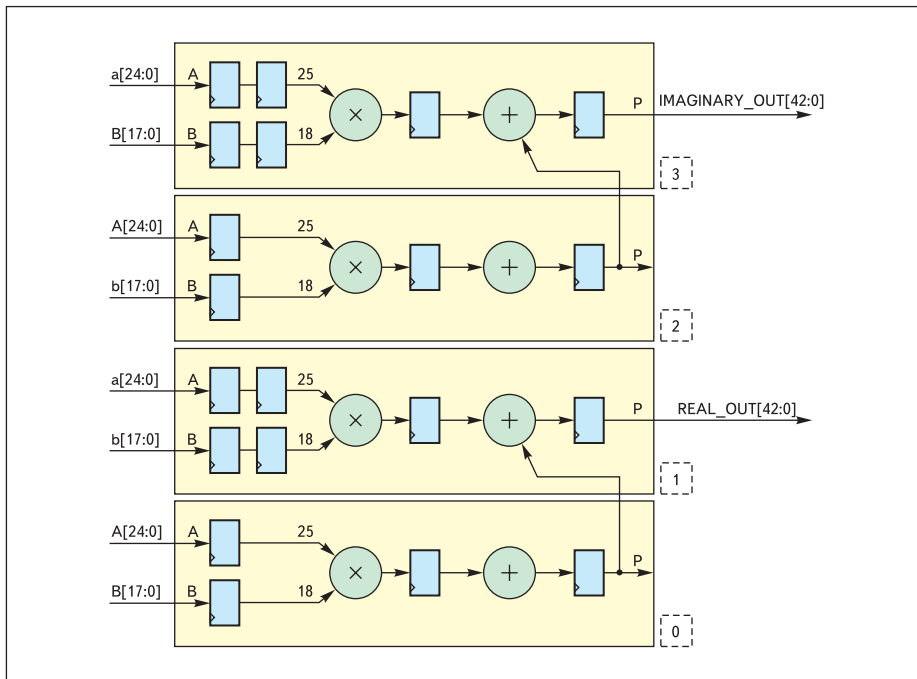 a[24:0] A 25
× + P IMAGINARY_OUT[42:0]
B[17:0] B 18
3
A[24:0] A 25
× + P
b[17:0] B 18
2
a[24:0] A 25
× + P REAL_OUT[42:0]
b[17:0] B 18
1
A[24:0] A 25
× + P
B[17:0] B 18
0